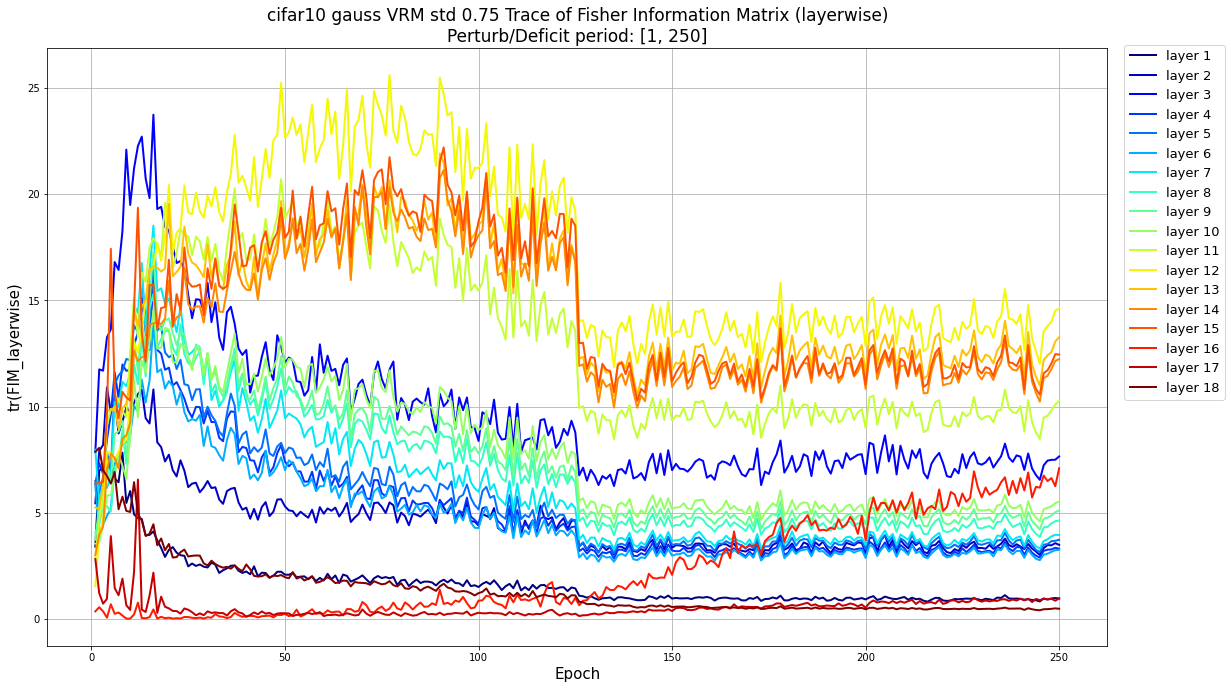 cifar10 gauss VRM std 0.75 Trace of Fisher Information Matrix (layerwise)
Perturb/Deficit period: [1, 250]
tr(FIM_layerwise)
25
20
15
10
5
0
0
50
100
150
200
250
Epoch
layer 1
layer 2
layer 3
layer 4
layer 5
layer 6
layer 7
layer 8
layer 9
layer 10
layer 11
layer 12
layer 13
layer 14
layer 15
layer 16
layer 17
layer 18